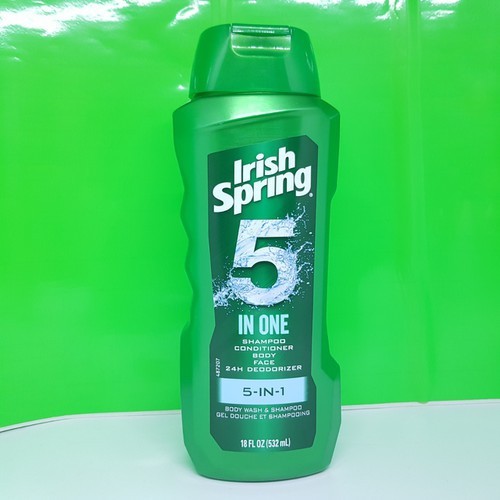 Irish
Spring®
5
IN ONE
SHAMPOO
CONDITIONER
BODY
FACE
24H DEODORIZER
5-IN-1
BODY WASH & SHAMPOO
GEL DOUCHE ET SHAMPOOING
18 FL OZ (532 mL)